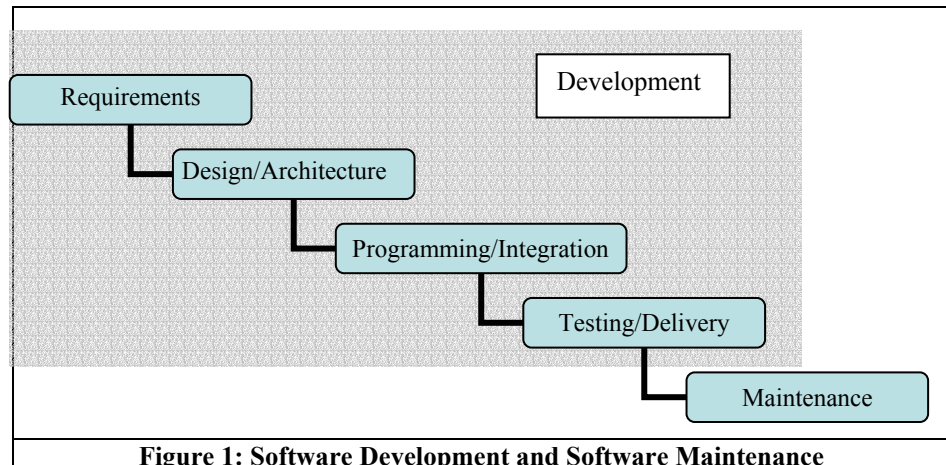 Development
Requirements
Design/Architecture
Programming/Integration
Testing/Delivery
Maintenance
Figure 1: Software Development and Software Maintenance